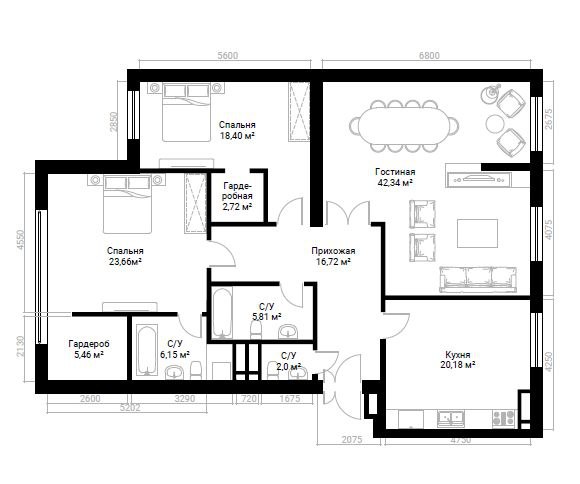 5600
6800
2850
Спальня
18,40 м²
2675
Гостиная
42,34 м²
Гарде-
робная
2,72 м²
4550
Спальня
23,66м²
Прихожая
16,72 м²
4075
С/У
5,81 м²
2130
Гардероб
5,46 м²
С/У
6,15 м²
С/У
2,0 м²
Кухня
20,18 м²
4250
2600
3290
720
1675
5202
2075
4750